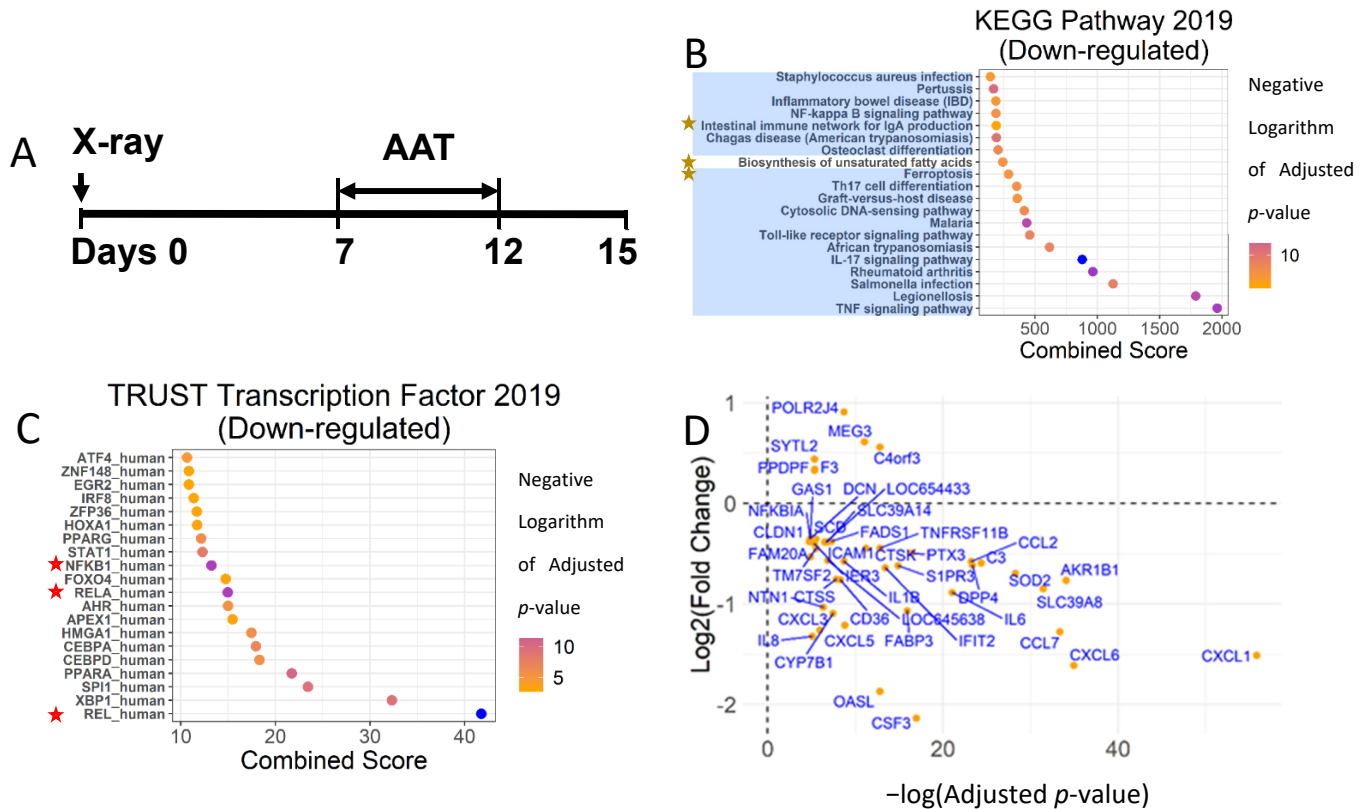 A
X-ray
AAT
Days 0
7
12
15
B
KEGG Pathway 2019
(Down-regulated)
Staphylococcus aureus infection
Pertussis
Inflammatory bowel disease (IBD)
NF-kappa B signaling pathway
Intestinal immune network for IgA production
Chagas disease (American trypanosomiasis)
Osteoclast differentiation
Biosynthesis of unsaturated fatty acids
Ferroptosis
Th17 cell differentiation
Graft-versus-host disease
Cytosolic DNA-sensing pathway
Malaria
Toll-like receptor signaling pathway
African trypanosomiasis
IL-17 signaling pathway
Rheumatoid arthritis
Salmonella infection
Legionellosis
TNF signaling pathway
500 1000 1500 2000
Combined Score
Negative
Logarithm
of Adjusted
p-value
10
C
TRUST Transcription Factor 2019
(Down-regulated)
ATF4_human
ZNF148_human
EGR2_human
IRF8_human
ZFP36_human
HOXA1_human
PPARG_human
STAT1_human
NFKB1_human
FOXO4_human
RELA_human
AHR_human
APEX1_human
HMGA1_human
CEBPA_human
CEBPD_human
PPARA_human
SPI1_human
XBP1_human
REL_human
10 20 30 40
Combined Score
Negative
Logarithm
of Adjusted
p-value
10
5
D
Log2(Fold Change)
1
0
-1
-2
POLR2J4
MEG3
SYTL2
C4orf3
PPDPF F3
GAS1 DCN LOC654433
NFKBIA SLC39A14
CLDN1 SCD FADS1 TNFRSF11B
FAM20A ICAM1 CTSK PTX3 C3 CCL2
TM7SF2 IER3 S1PR3 SOD2 AKR1B1
NTN1 CTSS IL1B DPP4 SLC39A8
CXCL3 CD36 LOC645638 IL6
IL8 CXCL5 FABP3 IFIT2 CCL7
CYP7B1 CXCL6 CXCL1
OASL
CSF3
0 20 40
−log(Adjusted p-value)